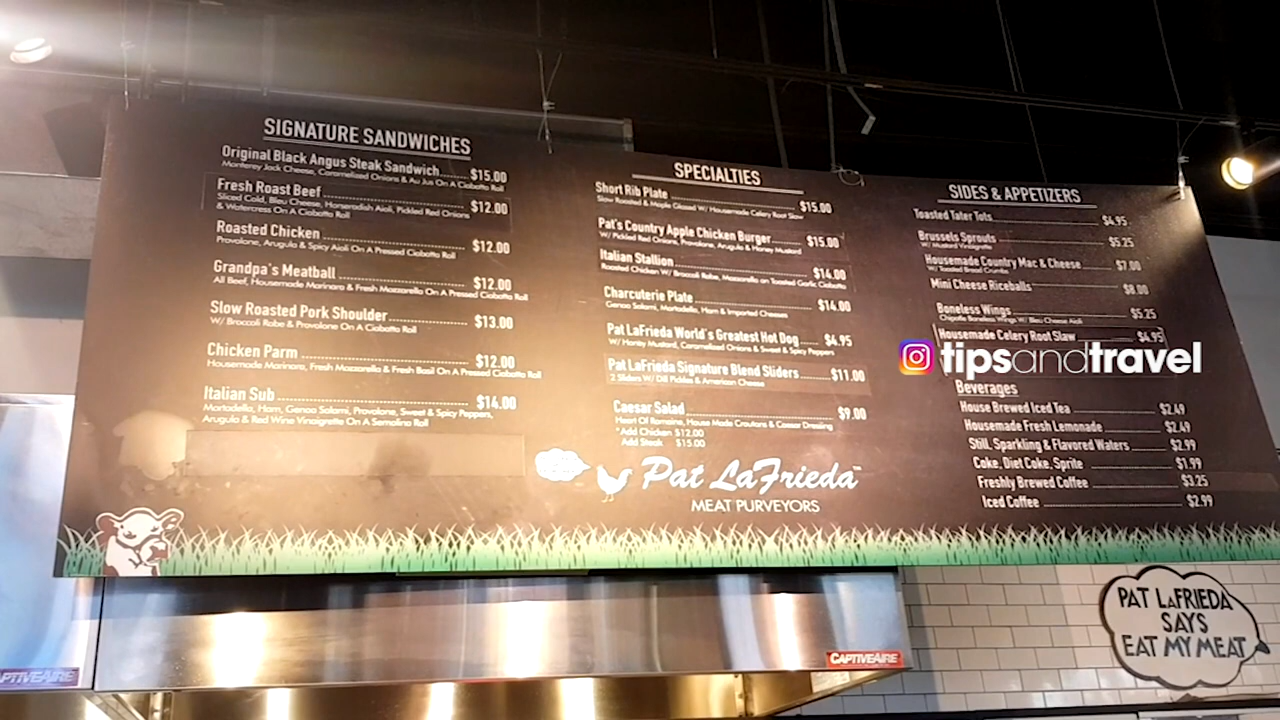 SIGNATURE SANDWICHES
Original Black Angus Steak Sandwich $15.00
Monterey Jack Cheese, Caramelized Onions & Au Jus On A Ciabatta Roll
Fresh Roast Beef $12.00
Sliced Cold, Bleu Cheese, Horseradish Aioli, Pickled Red Onions
& Watercress On A Ciabatta Roll
Roasted Chicken $12.00
Provolone, Arugula & Spicy Aioli On A Pressed Ciabatta Roll
Grandpa's Meatball $12.00
All Beef, Housemade Marinara & Fresh Mozzarella On A Pressed Ciabatta Roll
Slow Roasted Pork Shoulder $13.00
W/ Broccoli Rabe & Provolone On A Ciabatta Roll
Chicken Parm $12.00
Housemade Marinara, Fresh Mozzarella & Fresh Basil On A Pressed Ciabatta Roll
Italian Sub $14.00
Mortadella, Ham, Genoa Salami, Provolone, Sweet & Spicy Peppers,
Arugula & Red Wine Vinaigrette On A Semolina Roll
SPECIALTIES
Short Rib Plate $15.00
Slow Roasted & Maple Glazed W/ Housemade Celery Root Slaw
Pat's Country Apple Chicken Burger $15.00
W/ Pickled Red Onions, Provolone, Arugula & Honey Mustard
Italian Stallion $14.00
Roasted Chicken W/ Broccoli Rabe, Mozzarella on Toasted Garlic Ciabatta
Charcuterie Plate $14.00
Genoa Salami, Mortadella, Ham & Imported Cheeses
Pat LaFrieda World's Greatest Hot Dog $4.95
W/ Honey Mustard, Caramelized Onions & Sweet & Spicy Peppers
Pat LaFrieda Signature Blend Sliders $11.00
2 Sliders W/ Dill Pickles & American Cheese
Caesar Salad $9.00
Heart Of Romaine, House Made Croutons & Caesar Dressing
*Add Chicken $12.00
Add Steak $15.00
Pat LaFrieda™
MEAT PURVEYORS
SIDES & APPETIZERS
Toasted Tater Tots $4.95
Brussels Sprouts $5.25
W/ Mustard Vinaigrette
Housemade Country Mac & Cheese $7.00
W/ Toasted Bread Crumbs
Mini Cheese Riceballs $8.00
Boneless Wings $5.25
Chipotle Boneless Wings W/ Bleu Cheese Aioli
Housemade Celery Root Slaw $4.95
tipsandtravel
Beverages
House Brewed Iced Tea $2.49
Housemade Fresh Lemonade $2.49
Still, Sparkling & Flavored Waters $2.99
Coke, Diet Coke, Sprite $1.99
Freshly Brewed Coffee $3.25
Iced Coffee $2.99
PAT LAFRIEDA
SAYS
EAT MY MEAT
CAPTIVEAIRE
PTIVEAIRE